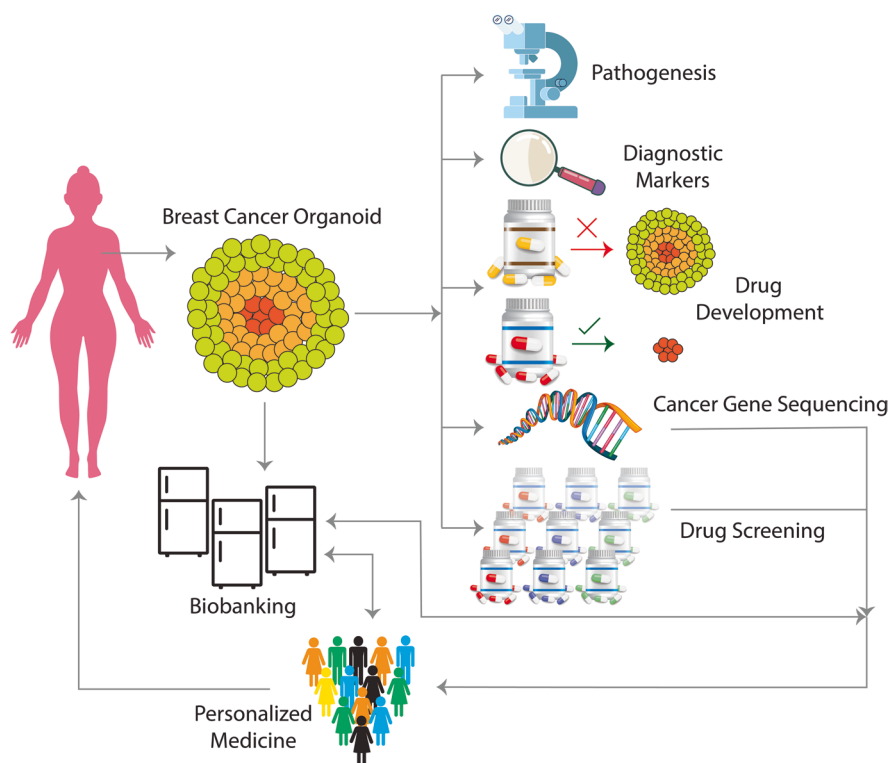 Pathogenesis
Diagnostic
Markers
Breast Cancer Organoid
Drug
Development
Cancer Gene Sequencing
Drug Screening
Biobanking
Personalized
Medicine